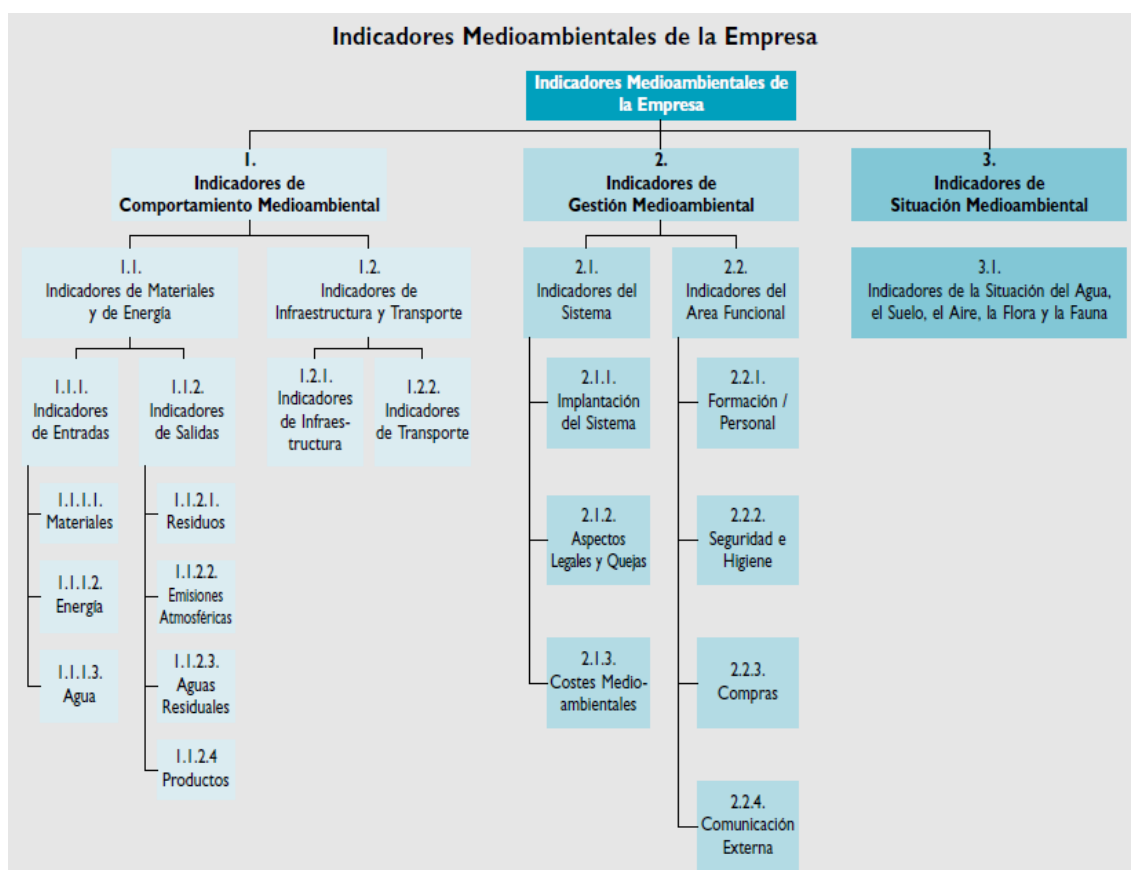 Indicadores Medioambientales de la Empresa
Indicadores Medioambientales de
la Empresa
1.
Indicadores de
Comportamiento Medioambiental
2.
Indicadores de
Gestión Medioambiental
3.
Indicadores de
Situación Medioambiental
1.1.
Indicadores de Materiales
y de Energía
1.2.
Indicadores de
Infraestructura y Transporte
2.1.
Indicadores del
Sistema
2.2.
Indicadores del
Area Funcional
3.1.
Indicadores de la Situación del Agua,
el Suelo, el Aire, la Flora y la Fauna
1.1.1.
Indicadores
de Entradas
1.1.2.
Indicadores
de Salidas
1.2.1.
Indicadores
de Infraes-
tructura
1.2.2.
Indicadores
de Transporte
2.1.1.
Implantación
del Sistema
2.2.1.
Formación /
Personal
1.1.1.1.
Materiales
1.1.2.1.
Residuos
2.1.2.
Aspectos
Legales y Quejas
2.2.2.
Seguridad e
Higiene
1.1.1.2.
Energía
1.1.2.2.
Emisiones
Atmosféricas
1.1.1.3.
Agua
1.1.2.3.
Aguas
Residuales
2.1.3.
Costes Medio-
ambientales
2.2.3.
Compras
1.1.2.4
Productos
2.2.4.
Comunicación
Externa